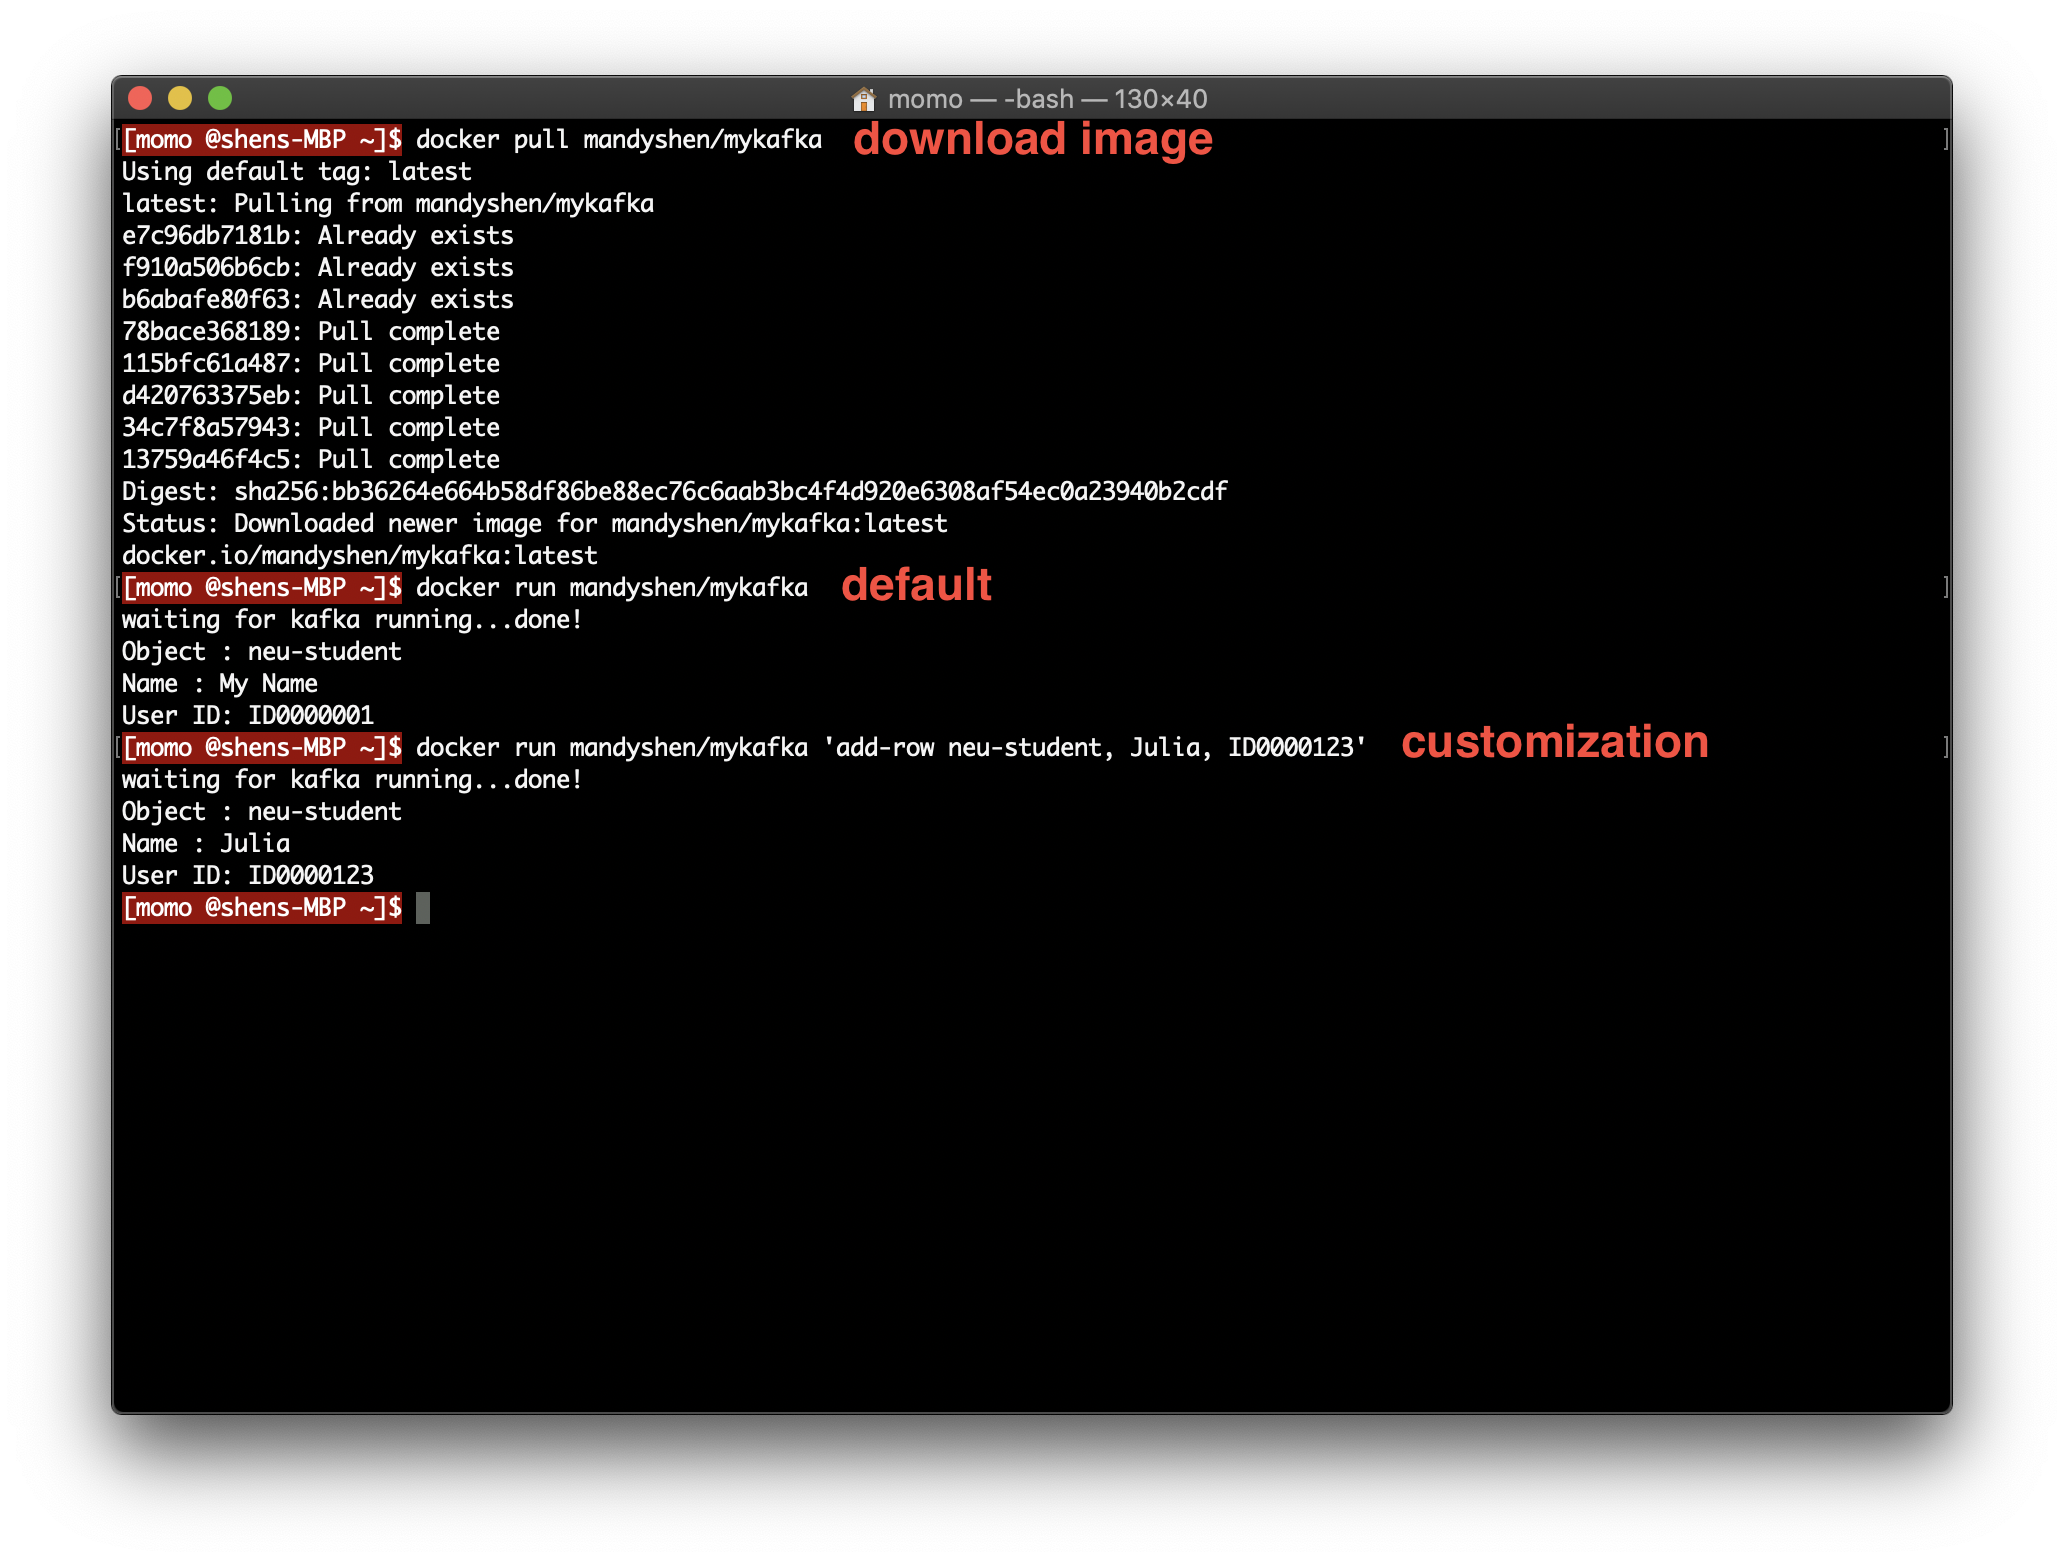 momo — -bash — 130×40
[momo @shens-MBP ~]$ docker pull mandyshen/mykafka download image
Using default tag: latest
latest: Pulling from mandyshen/mykafka
e7c96db7181b: Already exists
f910a506b6cb: Already exists
b6abafe80f63: Already exists
78bace368189: Pull complete
115bfc61a487: Pull complete
d420763375eb: Pull complete
34c7f8a57943: Pull complete
13759a46f4c5: Pull complete
Digest: sha256:bb36264e664b58df86be88ec76c6aab3bc4f4d920e6308af54ec0a23940b2cdf
Status: Downloaded newer image for mandyshen/mykafka:latest
docker.io/mandyshen/mykafka:latest
[momo @shens-MBP ~]$ docker run mandyshen/mykafka default
waiting for kafka running...done!
Object : neu-student
Name : My Name
User ID: ID0000001
[momo @shens-MBP ~]$ docker run mandyshen/mykafka 'add-row neu-student, Julia, ID0000123' customization
waiting for kafka running...done!
Object : neu-student
Name : Julia
User ID: ID0000123
[momo @shens-MBP ~]$